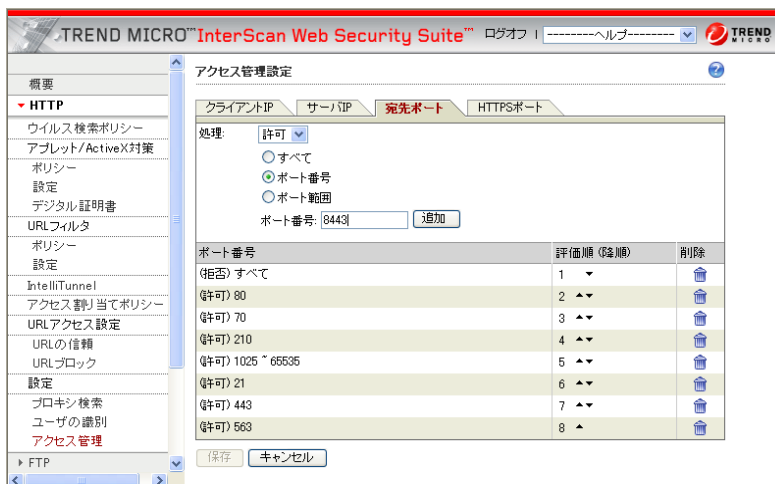 TREND MICRO™ InterScan Web Security Suite™ ログオフ | --------ヘルプ-------- TREND MICRO
概要
HTTP
ウイルス検索ポリシー
アプレット/ActiveX対策
ポリシー
設定
デジタル証明書
URLフィルタ
ポリシー
設定
IntelliTunnel
アクセス割り当てポリシー
URLアクセス設定
URLの信頼
URLブロック
設定
プロキシ検索
ユーザの識別
アクセス管理
FTP
アクセス管理設定
クライアントIP サーバIP 宛先ポート HTTPSポート
処理: 許可
すべて
ポート番号
ポート範囲
ポート番号: 8443 追加
ポート番号 評価順 (降順) 削除
(拒否) すべて 1
(許可) 80 2
(許可) 70 3
(許可) 210 4
(許可) 1025 ~ 65535 5
(許可) 21 6
(許可) 443 7
(許可) 563 8
保存 キャンセル